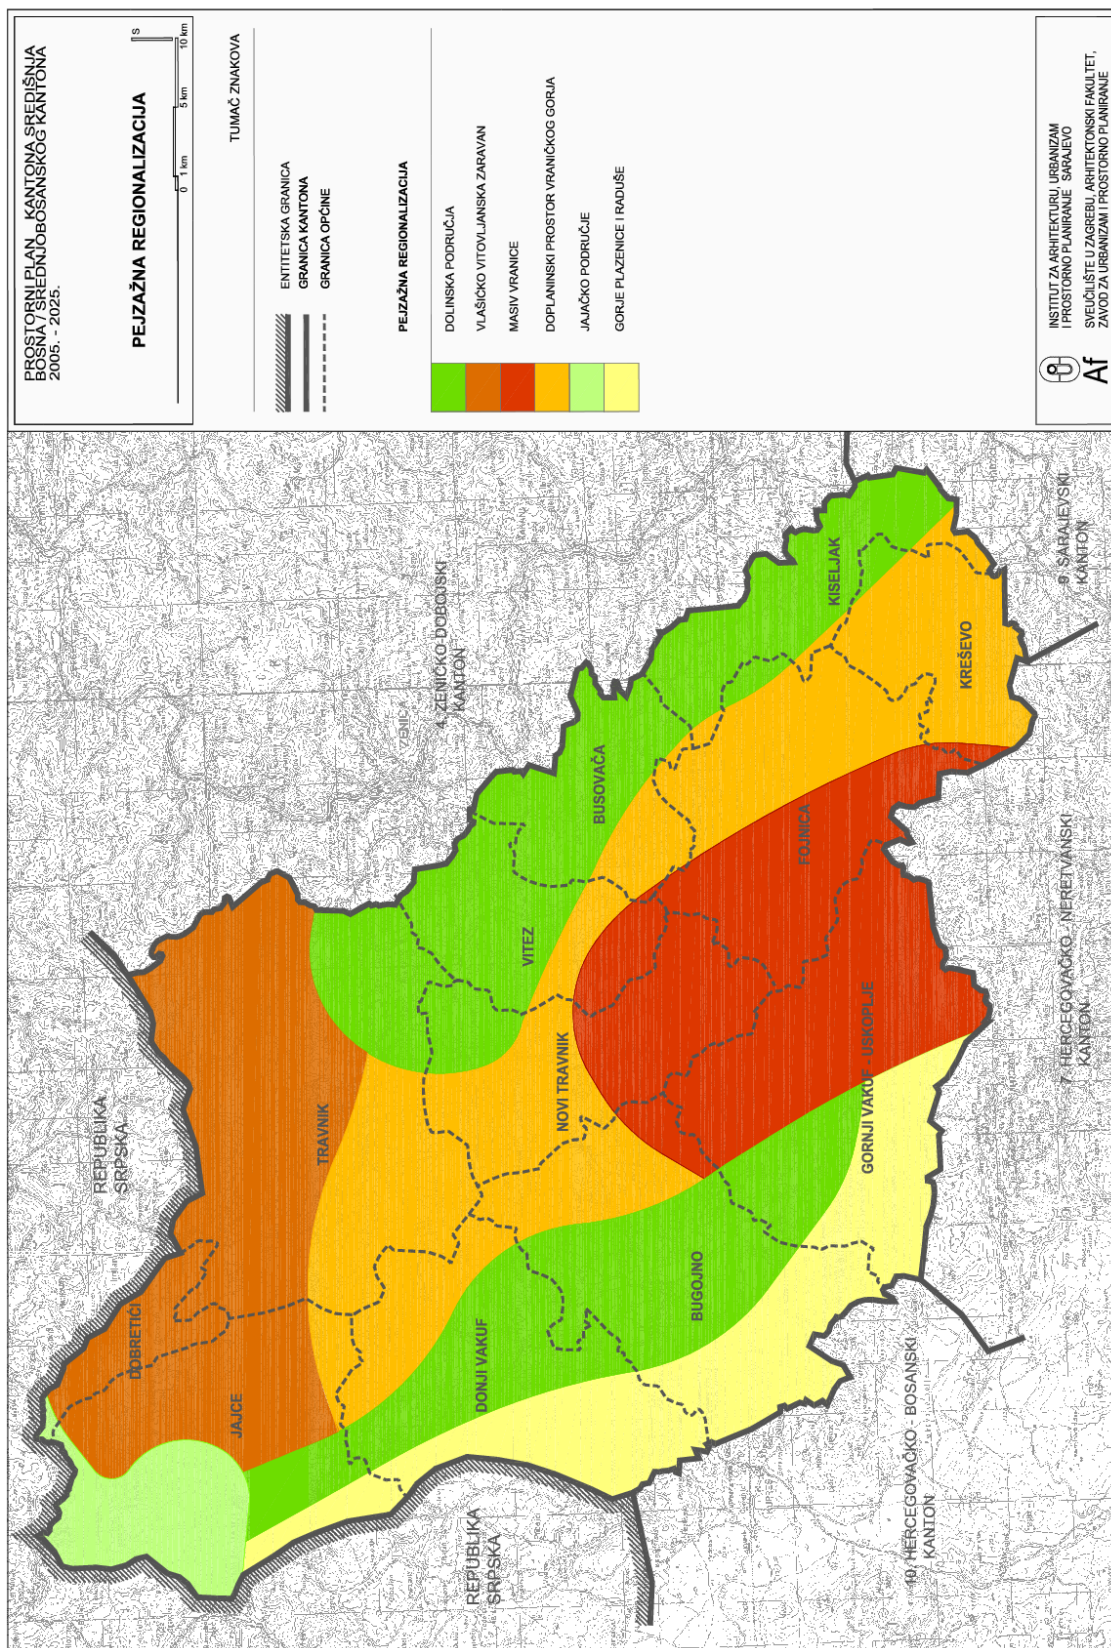 PROSTORNI PLAN KANTONA SREDIŠNJA
BOSNA / SREDNJOBOSANSKOG KANTONA
2005. - 2025.
PEJZAŽNA REGIONALIZACIJA
S
0 1 km 5 km 10 km
TUMAČ ZNAKOVA
ENTITETSKA GRANICA
GRANICA KANTONA
GRANICA OPĆINE
PEJZAŽNA REGIONALIZACIJA
DOLINSKA PODRUČJA
VLAŠIĆKO VITOVLJANSKA ZARAVAN
MASIV VRANICE
DOPLANINSKI PROSTOR VRANIČKOG GORJA
JAJAČKO PODRUČJE
GORJE PLAZENICE I RADUŠE
INSTITUT ZA ARHITEKTURU, URBANIZAM
I PROSTORNO PLANIRANJE SARAJEVO
Af
SVEUČILIŠTE U ZAGREBU, ARHITEKTONSKI FAKULTET,
ZAVOD ZA URBANIZAM I PROSTORNO PLANIRANJE
REPUBLIKA
SRPSKA
4. ZENIČKO-DOBOJSKI
KANTON
DOBRETIĆI
JAJCE
TRAVNIK
DONJI VAKUF
NOVI TRAVNIK
VITEZ
BUSOVAČA
BUGOJNO
GORNJI VAKUF - USKOPLJE
FOJNICA
KISELJAK
KREŠEVO
REPUBLIKA
SRPSKA
10. HERCEGOVAČKO - BOSANSKI
KANTON
7. HERCEGOVAČKO - NERETVANSKI
KANTON
9. SARAJEVSKI
KANTON